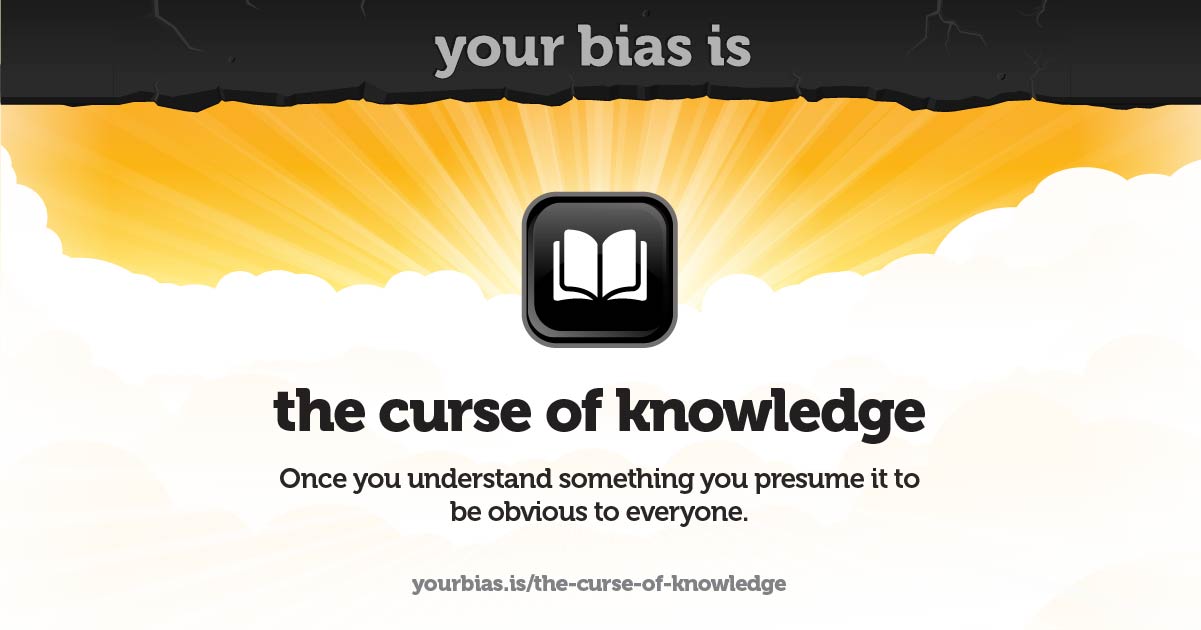 your bias is
the curse of knowledge
Once you understand something you presume it to
be obvious to everyone.
yourbias.is/the-curse-of-knowledge